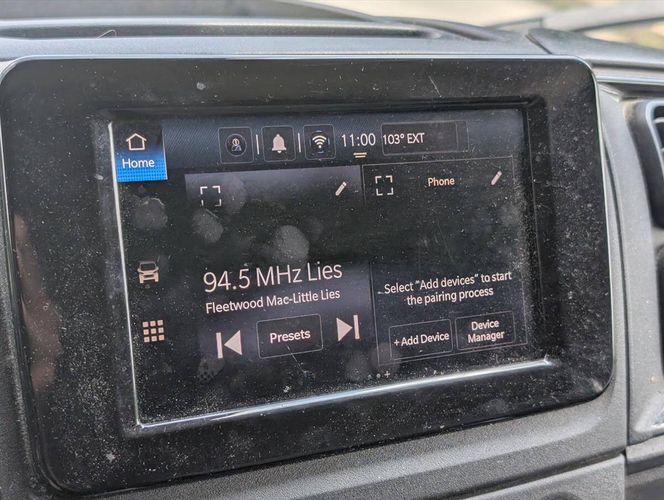 Home
11:00
103° EXT
Phone
94.5 MHz Lies
Fleetwood Mac-Little Lies
Presets
Select "Add devices" to start
the pairing process
+ Add Device
Device
Manager